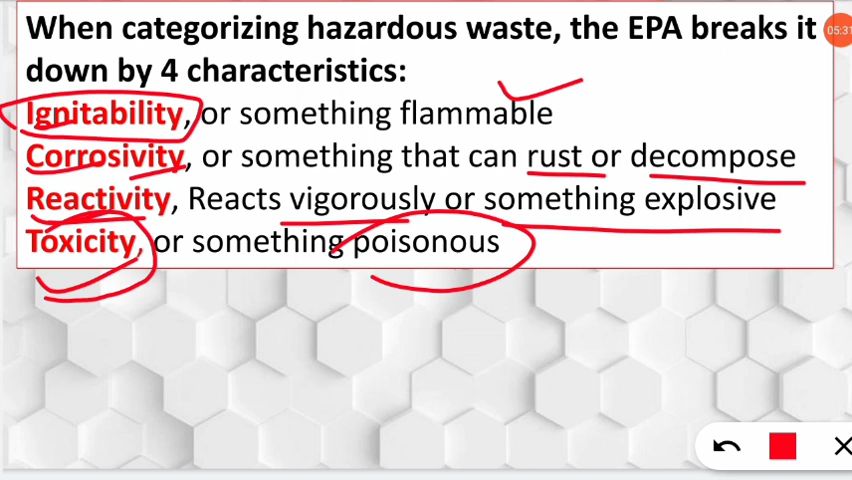 When categorizing hazardous waste, the EPA breaks it
down by 4 characteristics:
Ignitability, or something flammable
Corrosivity, or something that can rust or decompose
Reactivity, Reacts vigorously or something explosive
Toxicity, or something poisonous
05:31